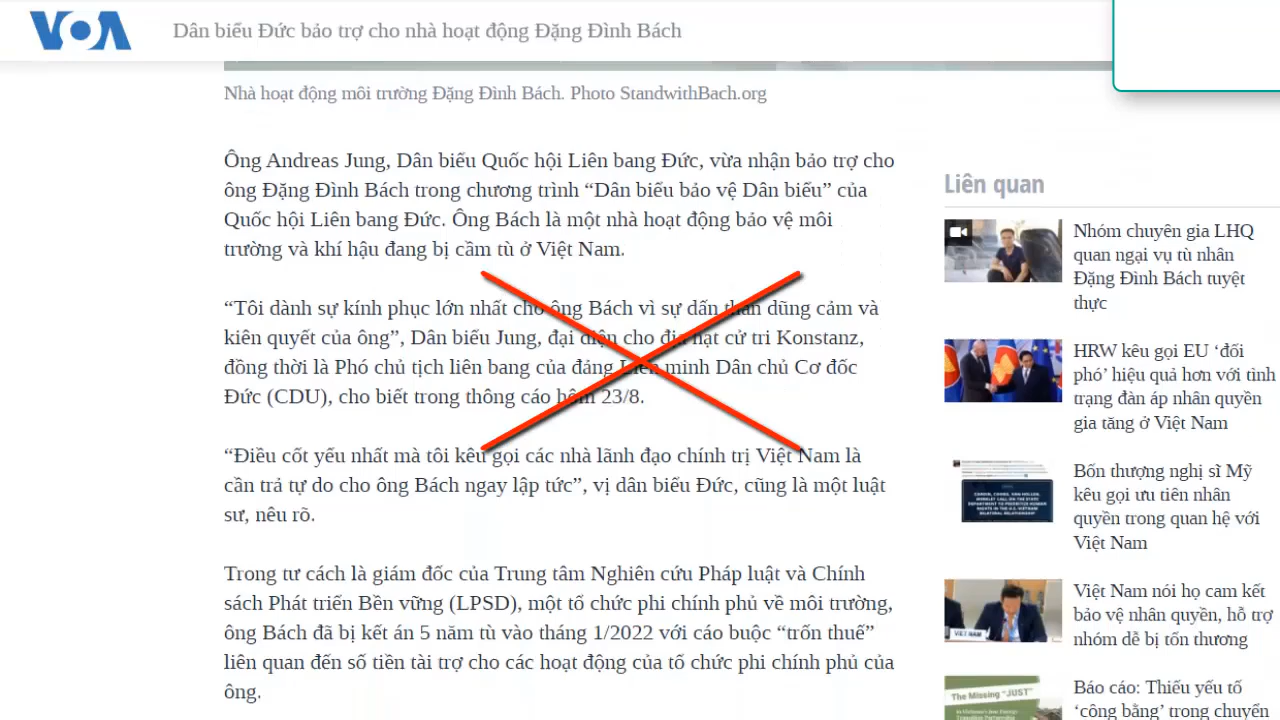 VOA
Dân biểu Đức bảo trợ cho nhà hoạt động Đặng Đình Bách
Nhà hoạt động môi trường Đặng Đình Bách. Photo StandwithBach.org
Ông Andreas Jung, Dân biểu Quốc hội Liên bang Đức, vừa nhận bảo trợ cho
ông Đặng Đình Bách trong chương trình “Dân biểu bảo vệ Dân biểu” của
Quốc hội Liên bang Đức. Ông Bách là một nhà hoạt động bảo vệ môi
trường và khí hậu đang bị cầm tù ở Việt Nam.
“Tôi dành sự kính phục lớn nhất cho ông Bách vì sự dấn thân dũng cảm và
kiên quyết của ông”, Dân biểu Jung, đại diện cho địa hạt cử tri Konstanz,
đồng thời là Phó chủ tịch liên bang của đảng Liên minh Dân chủ Cơ đốc
Đức (CDU), cho biết trong thông cáo hôm 23/8.
“Điều cốt yếu nhất mà tôi kêu gọi các nhà lãnh đạo chính trị Việt Nam là
cần trả tự do cho ông Bách ngay lập tức”, vị dân biểu Đức, cũng là một luật
sư, nêu rõ.
Trong tư cách là giám đốc của Trung tâm Nghiên cứu Pháp luật và Chính
sách Phát triển Bền vững (LPSD), một tổ chức phi chính phủ về môi trường,
ông Bách đã bị kết án 5 năm tù vào tháng 1/2022 với cáo buộc “trốn thuế”
liên quan đến số tiền tài trợ cho các hoạt động của tổ chức phi chính phủ của
ông.
Liên quan
Nhóm chuyên gia LHQ
quan ngại vụ tù nhân
Đặng Đình Bách tuyệt
thực
HRW kêu gọi EU ‘đối
phó’ hiệu quả hơn với tình
trạng đàn áp nhân quyền
gia tăng ở Việt Nam
Bốn thượng nghị sĩ Mỹ
kêu gọi ưu tiên nhân
quyền trong quan hệ với
Việt Nam
VIET NAM
Việt Nam nói họ cam kết
bảo vệ nhân quyền, hỗ trợ
nhóm dễ bị tổn thương
The Missing “JUST”
Báo cáo: Thiếu yếu tố
‘công bằng’ trong chuyển